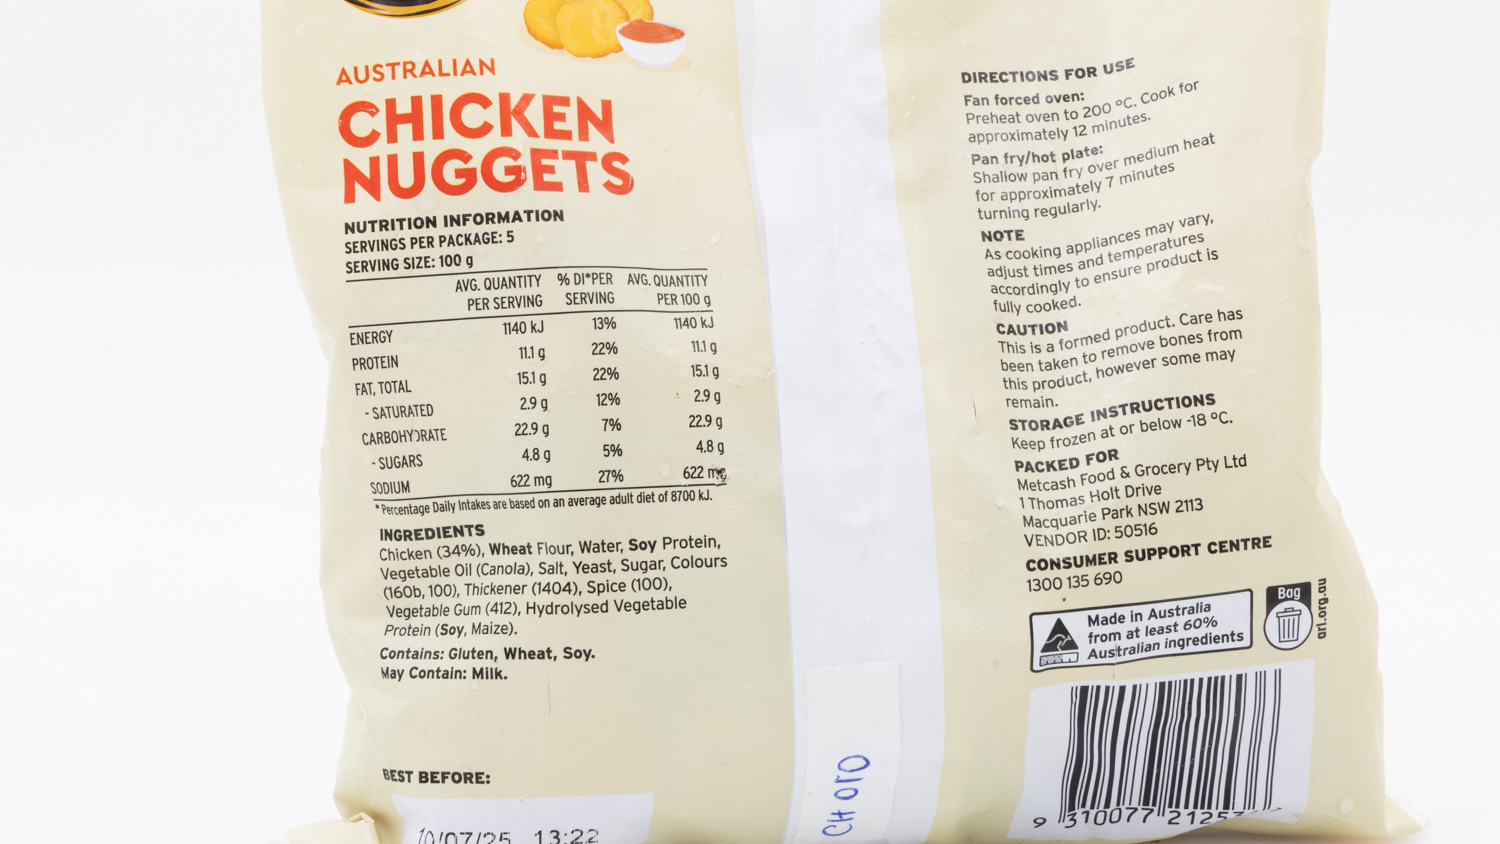 AUSTRALIAN
CHICKEN
NUGGETS
NUTRITION INFORMATION
SERVINGS PER PACKAGE: 5
SERVING SIZE: 100 g
AVG. QUANTITY % DI*PER AVG. QUANTITY
PER SERVING SERVING PER 100 g
ENERGY 1140 kJ 13% 1140 kJ
PROTEIN 11.1 g 22% 11.1 g
FAT, TOTAL 15.1 g 22% 15.1 g
- SATURATED 2.9 g 12% 2.9 g
CARBOHYDRATE 22.9 g 7% 22.9 g
- SUGARS 4.8 g 5% 4.8 g
SODIUM 622 mg 27% 622 mg
* Percentage Daily Intakes are based on an average adult diet of 8700 kJ.
INGREDIENTS
Chicken (34%), Wheat Flour, Water, Soy Protein,
Vegetable Oil (Canola), Salt, Yeast, Sugar, Colours
(160b, 100), Thickener (1404), Spice (100),
Vegetable Gum (412), Hydrolysed Vegetable
Protein (Soy, Maize).
Contains: Gluten, Wheat, Soy.
May Contain: Milk.
BEST BEFORE:
10/07/25 13:22
CH 010
DIRECTIONS FOR USE
Fan forced oven:
Preheat oven to 200 °C. Cook for
approximately 12 minutes.
Pan fry/hot plate:
Shallow pan fry over medium heat
for approximately 7 minutes
turning regularly.
NOTE
As cooking appliances may vary,
adjust times and temperatures
accordingly to ensure product is
fully cooked.
CAUTION
This is a formed product. Care has
been taken to remove bones from
this product, however some may
remain.
STORAGE INSTRUCTIONS
Keep frozen at or below -18 °C.
PACKED FOR
Metcash Food & Grocery Pty Ltd
1 Thomas Holt Drive
Macquarie Park NSW 2113
VENDOR ID: 50516
CONSUMER SUPPORT CENTRE
1300 135 690
Made in Australia
from at least 60%
Australian ingredients
Bag
arl.org.au
9 310077